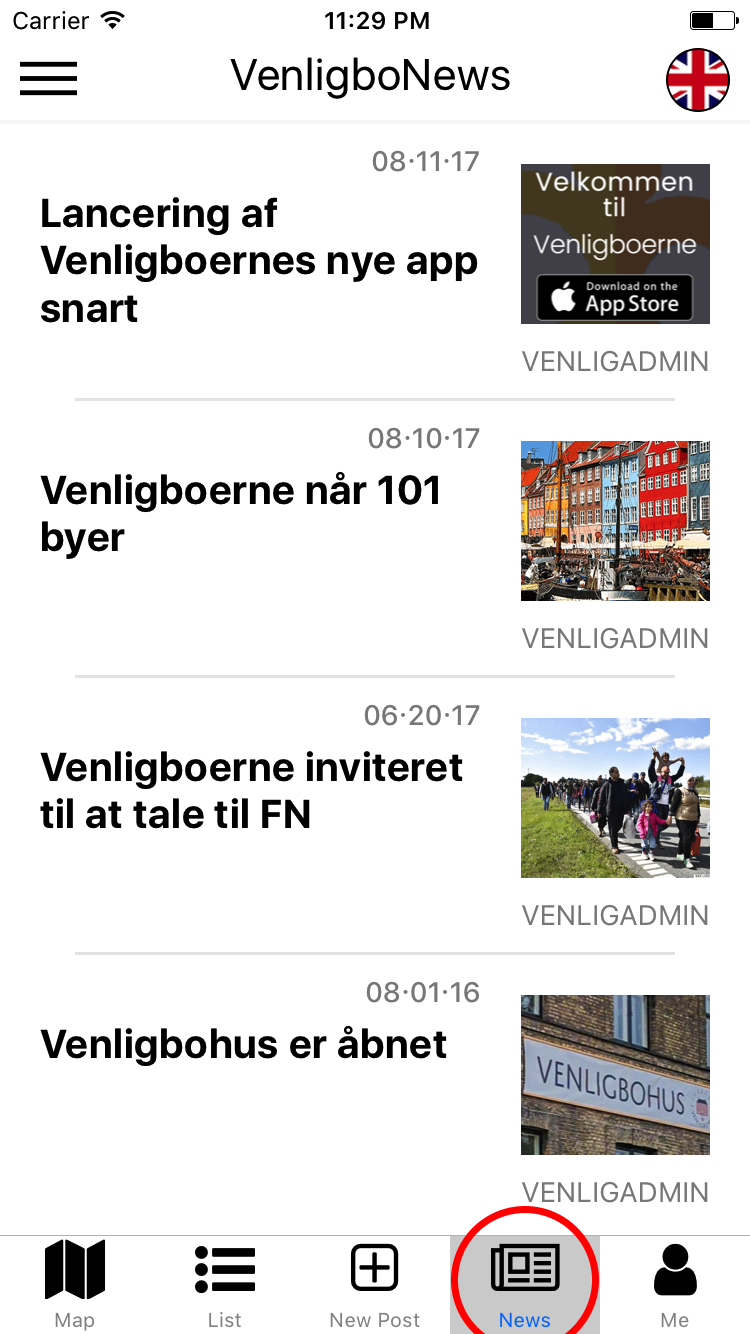 Carrier 11:29 PM
VenligboNews
08·11·17
Lancering af
Venligboernes nye app
snart
Velkommen
til
Venligboerne
Download on the
App Store
VENLIGADMIN
08·10·17
Venligboerne når 101
byer
VENLIGADMIN
06·20·17
Venligboerne inviteret
til at tale til FN
VENLIGADMIN
08·01·16
Venligbohus er åbnet
VENLIGBOHUS
VENLIGADMIN
Map List New Post News Me